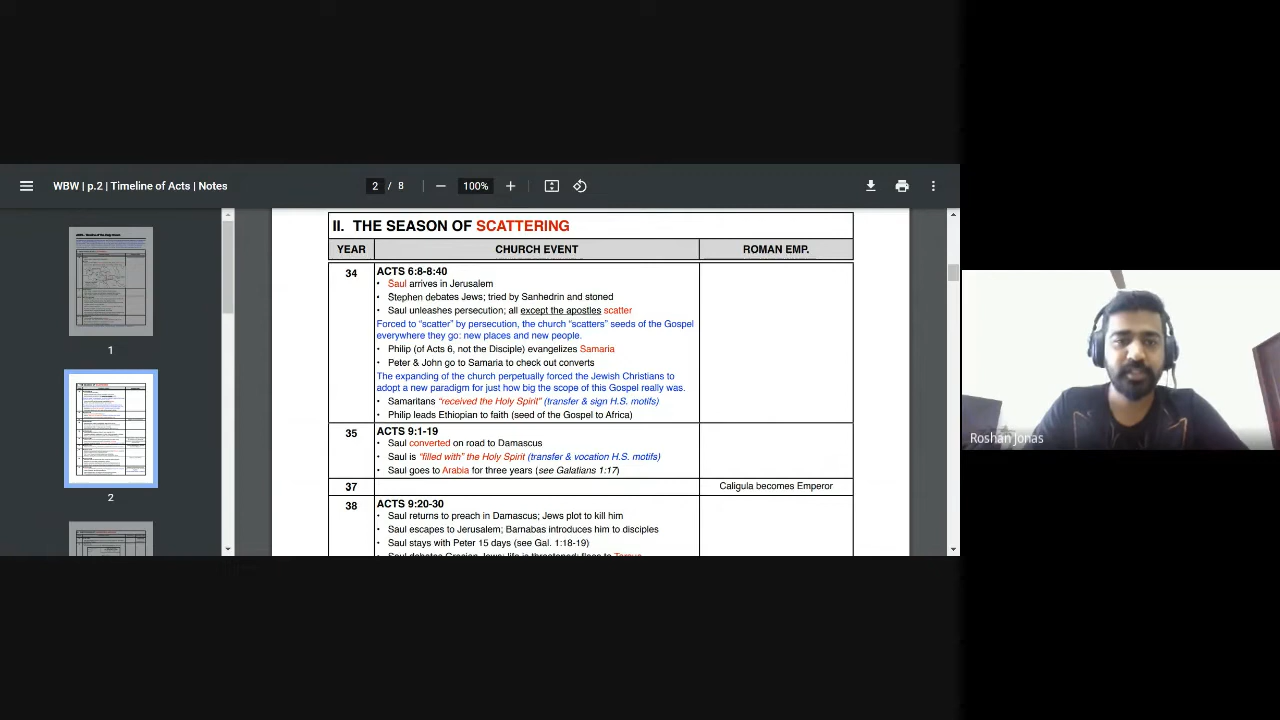 WBW | p.2 | Timeline of Acts | Notes
2 / 8
100%
1
2
II. THE SEASON OF SCATTERING
YEAR CHURCH EVENT ROMAN EMP.
34 ACTS 6:8-8:40
• Saul arrives in Jerusalem
• Stephen debates Jews; tried by Sanhedrin and stoned
• Saul unleashes persecution; all except the apostles scatter
Forced to “scatter” by persecution, the church “scatters” seeds of the Gospel
everywhere they go: new places and new people.
• Philip (of Acts 6, not the Disciple) evangelizes Samaria
• Peter & John go to Samaria to check out converts
The expanding of the church perpetually forced the Jewish Christians to
adopt a new paradigm for just how big the scope of this Gospel really was.
• Samaritans “received the Holy Spirit” (transfer & sign H.S. motifs)
• Philip leads Ethiopian to faith (seed of the Gospel to Africa)
35 ACTS 9:1-19
• Saul converted on road to Damascus
• Saul is “filled with” the Holy Spirit (transfer & vocation H.S. motifs)
• Saul goes to Arabia for three years (see Galatians 1:17)
37 Caligula becomes Emperor
38 ACTS 9:20-30
• Saul returns to preach in Damascus; Jews plot to kill him
• Saul escapes to Jerusalem; Barnabas introduces him to disciples
• Saul stays with Peter 15 days (see Gal. 1:18-19)
Saul debates Grecian Jews; life is threatened; flees to Tarsus
Roshan Jonas